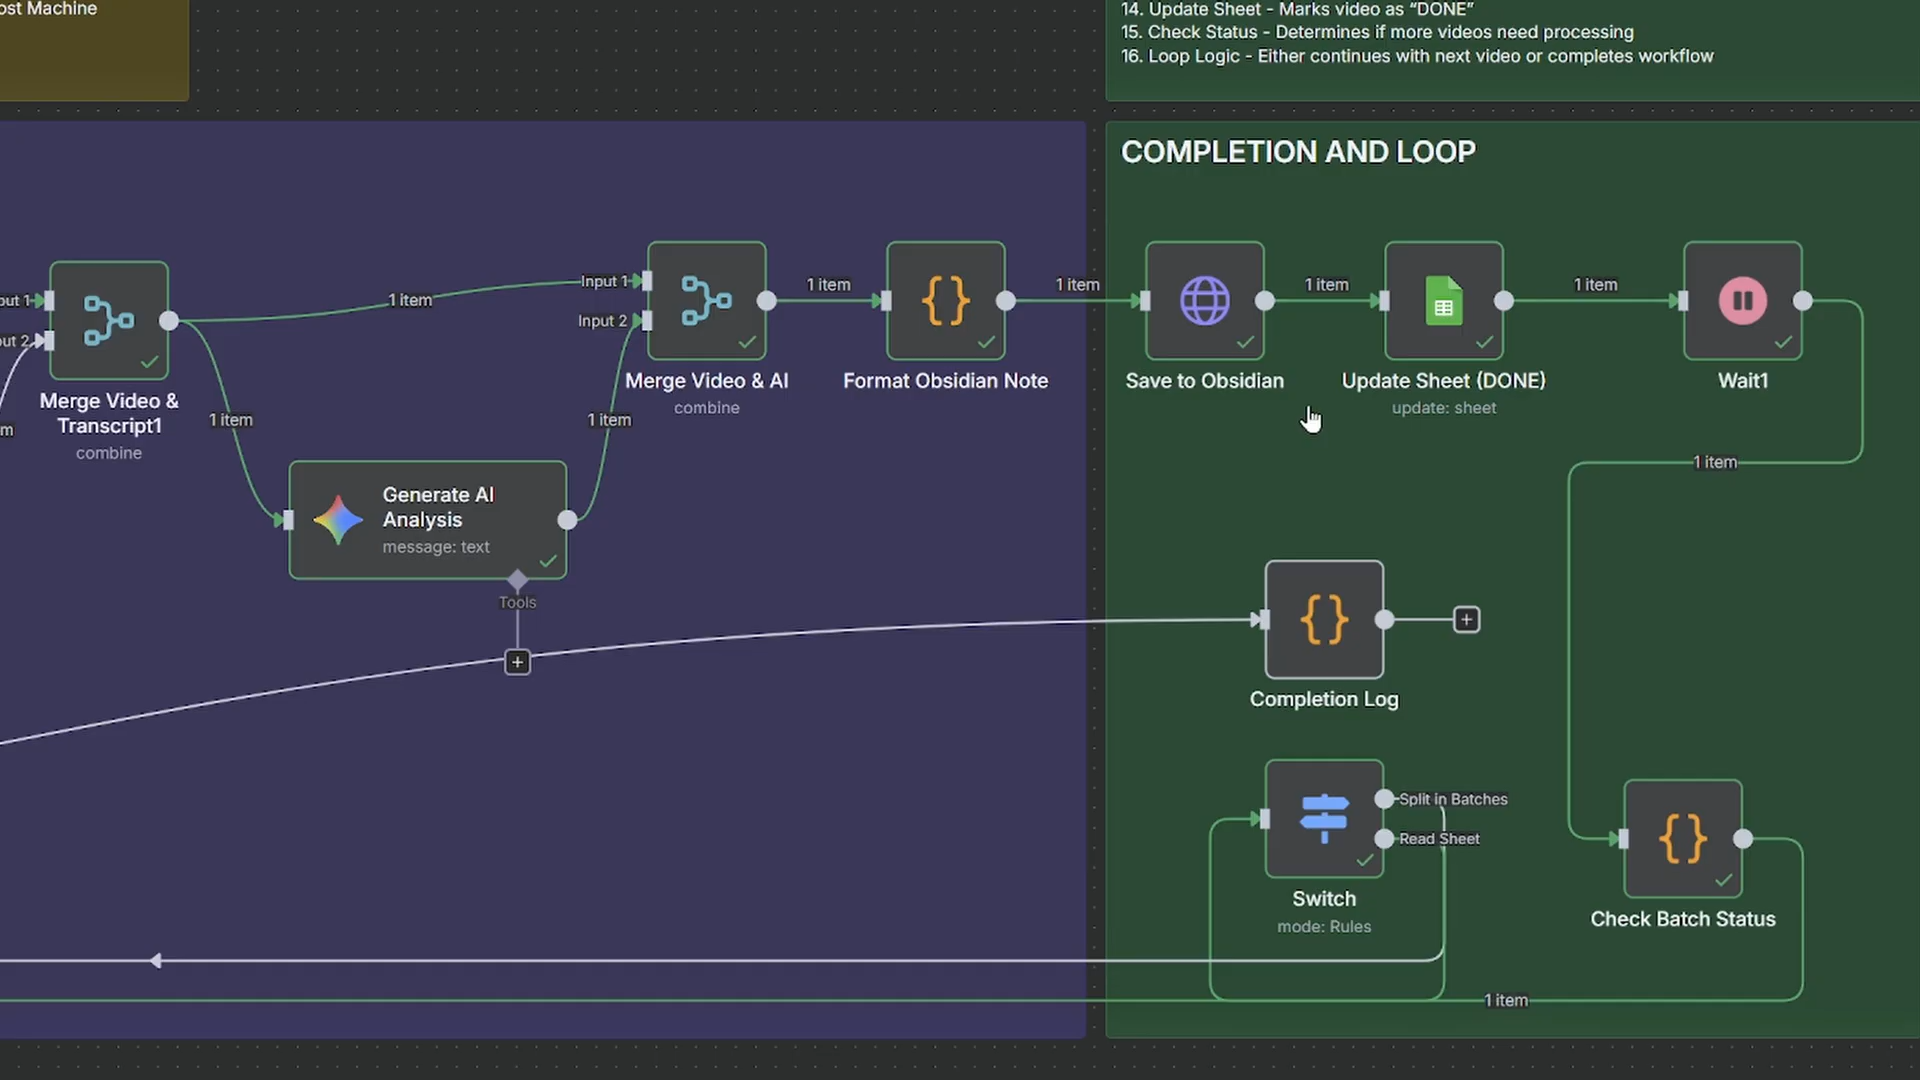 ost Machine
14. Update Sheet - Marks video as “DONE”
15. Check Status - Determines if more videos need processing
16. Loop Logic - Either continues with next video or completes workflow
COMPLETION AND LOOP
put 1
put 2
m
Merge Video &
Transcript1
combine
1 item
1 item
Generate AI
Analysis
message: text
Tools
+
1 item
Input 1
Input 2
Merge Video & AI
combine
1 item
{}
Format Obsidian Note
1 item
Save to Obsidian
1 item
Update Sheet (DONE)
update: sheet
1 item
Wait1
1 item
{}
Completion Log
+
Split in Batches
Read Sheet
Switch
mode: Rules
{}
Check Batch Status
1 item